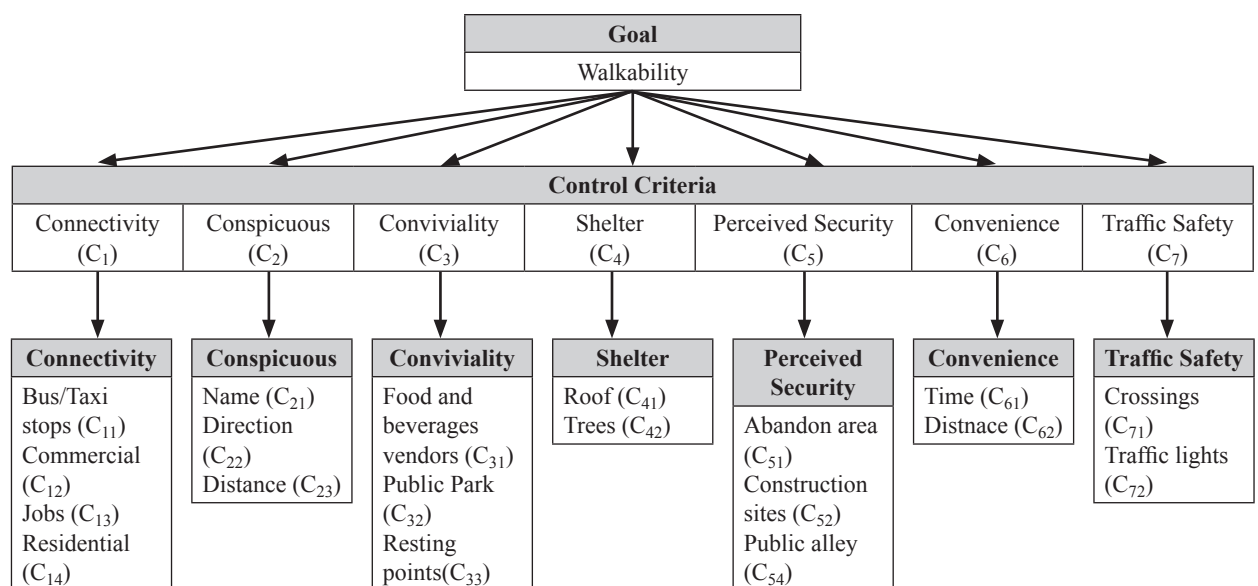 Goal
Walkability
Control Criteria
Connectivity
(C₁)
Conspicuous
(C₂)
Conviviality
(C₃)
Shelter
(C₄)
Perceived Security
(C₅)
Convenience
(C₆)
Traffic Safety
(C₇)
Connectivity
Bus/Taxi
stops (C₁₁)
Commercial
(C₁₂)
Jobs (C₁₃)
Residential
(C₁₄)
Conspicuous
Name (C₂₁)
Direction
(C₂₂)
Distance (C₂₃)
Conviviality
Food and
beverages
vendors (C₃₁)
Public Park
(C₃₂)
Resting
points(C₃₃)
Shelter
Roof (C₄₁)
Trees (C₄₂)
Perceived
Security
Abandon area
(C₅₁)
Construction
sites (C₅₂)
Public alley
(C₅₄)
Convenience
Time (C₆₁)
Distnace (C₆₂)
Traffic Safety
Crossings
(C₇₁)
Traffic lights
(C₇₂)